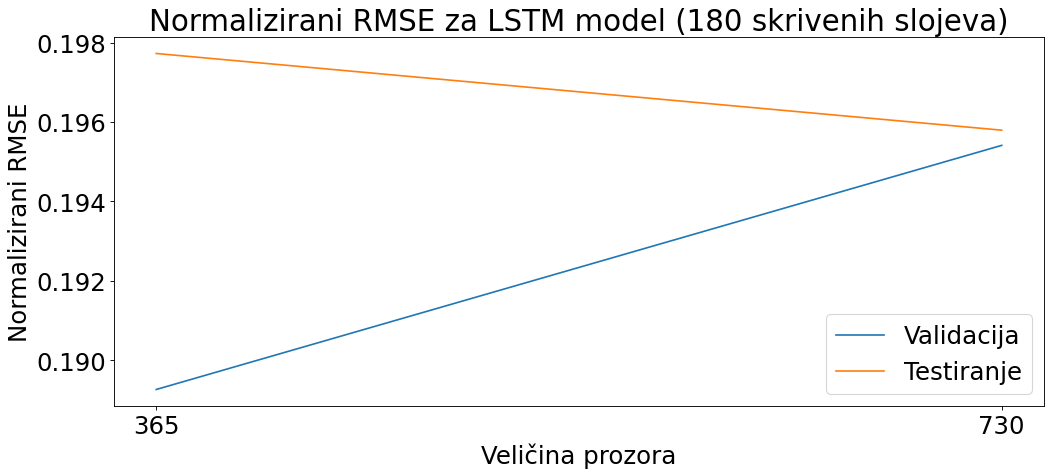 Normalizirani RMSE za LSTM model (180 skrivenih slojeva)
Normalizirani RMSE
0.198
0.196
0.194
0.192
0.190
Validacija
Testiranje
365
730
Veličina prozora